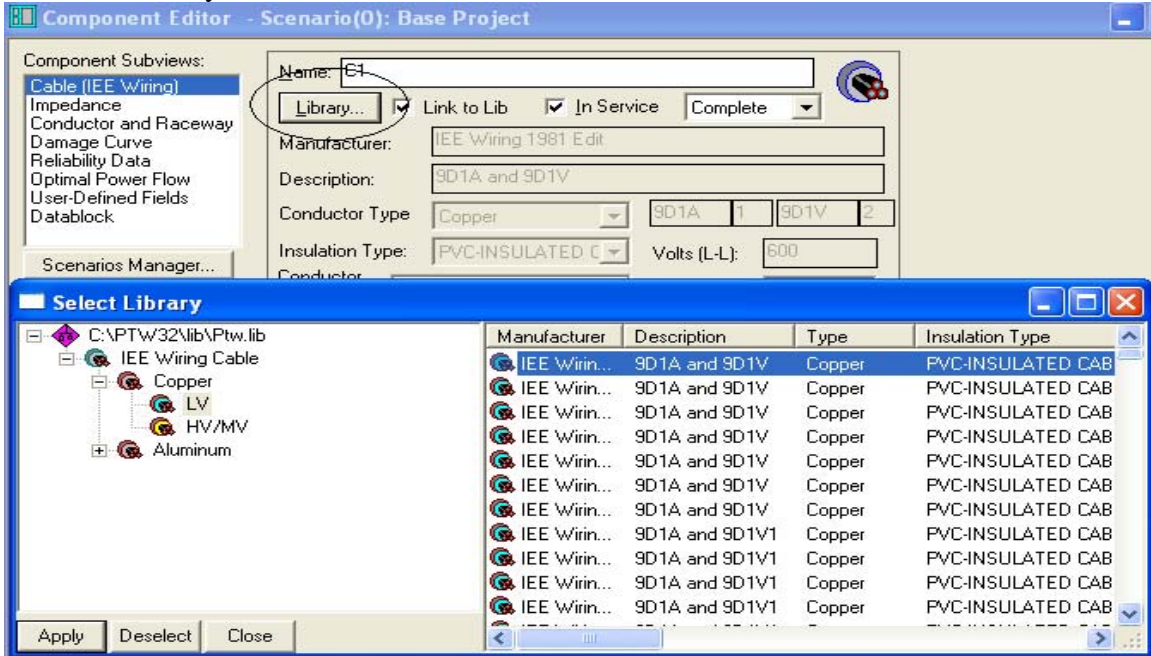 Component Editor - Scenario(0): Base Project
Component Subviews:
Cable (IEE Wiring)
Impedance
Conductor and Raceway
Damage Curve
Reliability Data
Optimal Power Flow
User-Defined Fields
Datablock
Scenarios Manager...
Name: C1
Library... Link to Lib In Service Complete
Manufacturer: IEE Wiring 1981 Edit
Description: 9D1A and 9D1V
Conductor Type Copper 9D1A 1 9D1V 2
Insulation Type: PVC-INSULATED C Volts (L-L): 600
Conductor
Select Library
C:\PTW32\lib\Ptw.lib
IEE Wiring Cable
Copper
LV
HV/MV
Aluminum
Manufacturer Description Type Insulation Type
IEE Wirin... 9D1A and 9D1V Copper PVC-INSULATED CAB
IEE Wirin... 9D1A and 9D1V Copper PVC-INSULATED CAB
IEE Wirin... 9D1A and 9D1V Copper PVC-INSULATED CAB
IEE Wirin... 9D1A and 9D1V Copper PVC-INSULATED CAB
IEE Wirin... 9D1A and 9D1V Copper PVC-INSULATED CAB
IEE Wirin... 9D1A and 9D1V Copper PVC-INSULATED CAB
IEE Wirin... 9D1A and 9D1V Copper PVC-INSULATED CAB
IEE Wirin... 9D1A and 9D1V1 Copper PVC-INSULATED CAB
IEE Wirin... 9D1A and 9D1V1 Copper PVC-INSULATED CAB
IEE Wirin... 9D1A and 9D1V1 Copper PVC-INSULATED CAB
IEE Wirin... 9D1A and 9D1V1 Copper PVC-INSULATED CAB
Apply Deselect Close